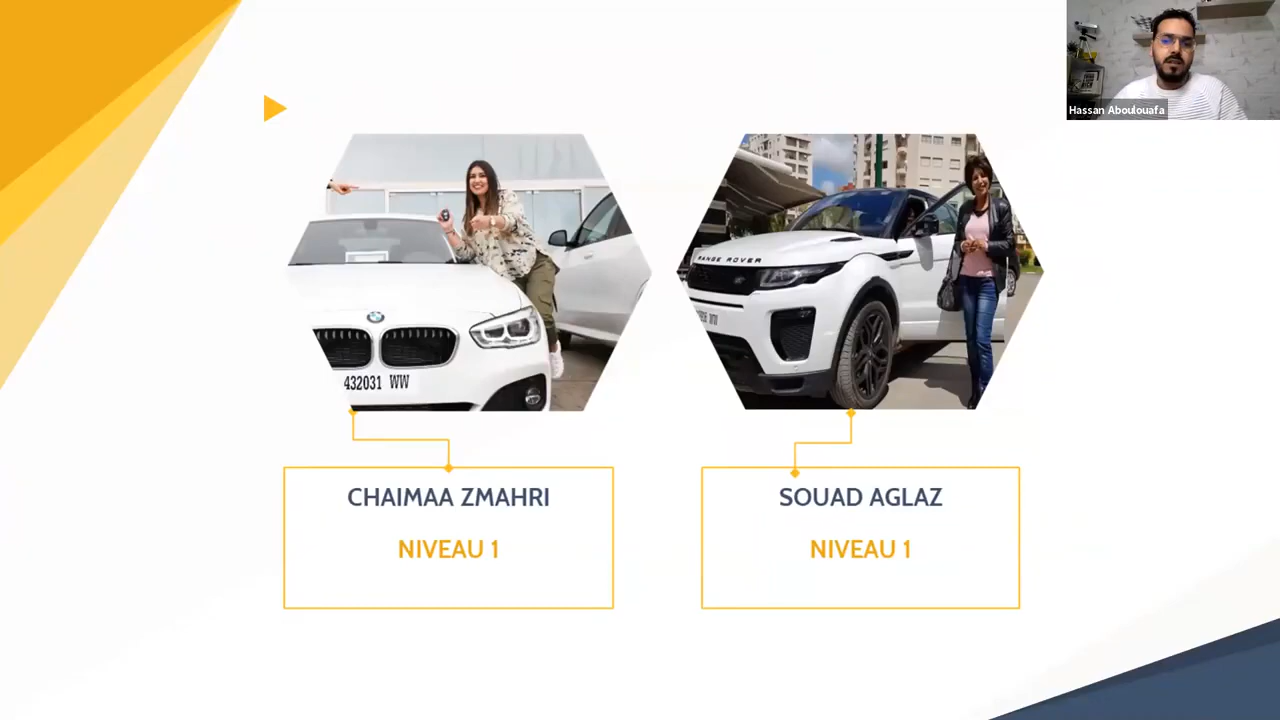 Hassan Aboulouafa
RANGE ROVER
432031 WW
CHAIMAA ZMAHRI
SOUAD AGLAZ
NIVEAU 1
NIVEAU 1